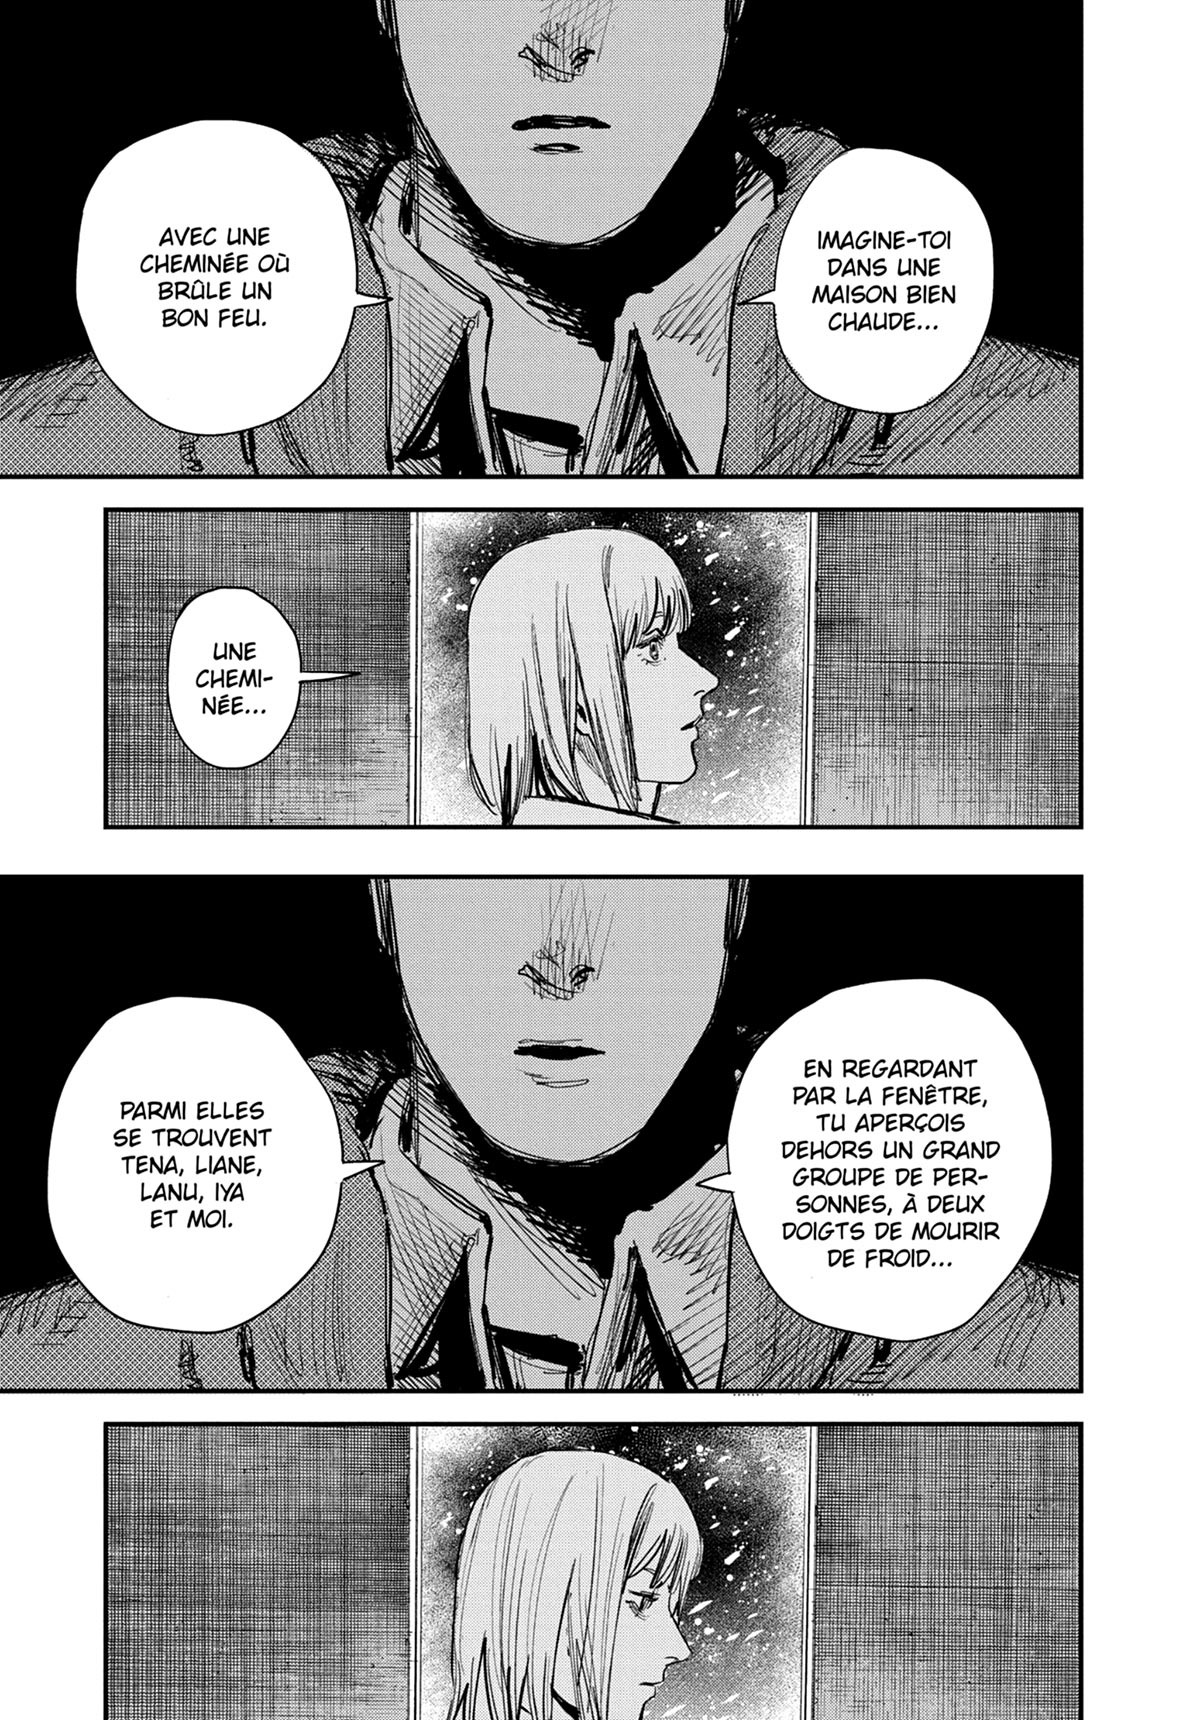 IMAGINE-TOI
DANS UNE
MAISON BIEN
CHAUDE...
AVEC UNE
CHEMINÉE OÙ
BRÛLE UN
BON FEU.
UNE
CHEMI-
NÉE...
EN REGARDANT
PAR LA FENÊTRE,
TU APERÇOIS
DEHORS UN GRAND
GROUPE DE PER-
SONNES, À DEUX
DOIGTS DE MOURIR
DE FROID...
PARMI ELLES
SE TROUVENT
TENA, LIANE,
LANU, IYA
ET MOI.